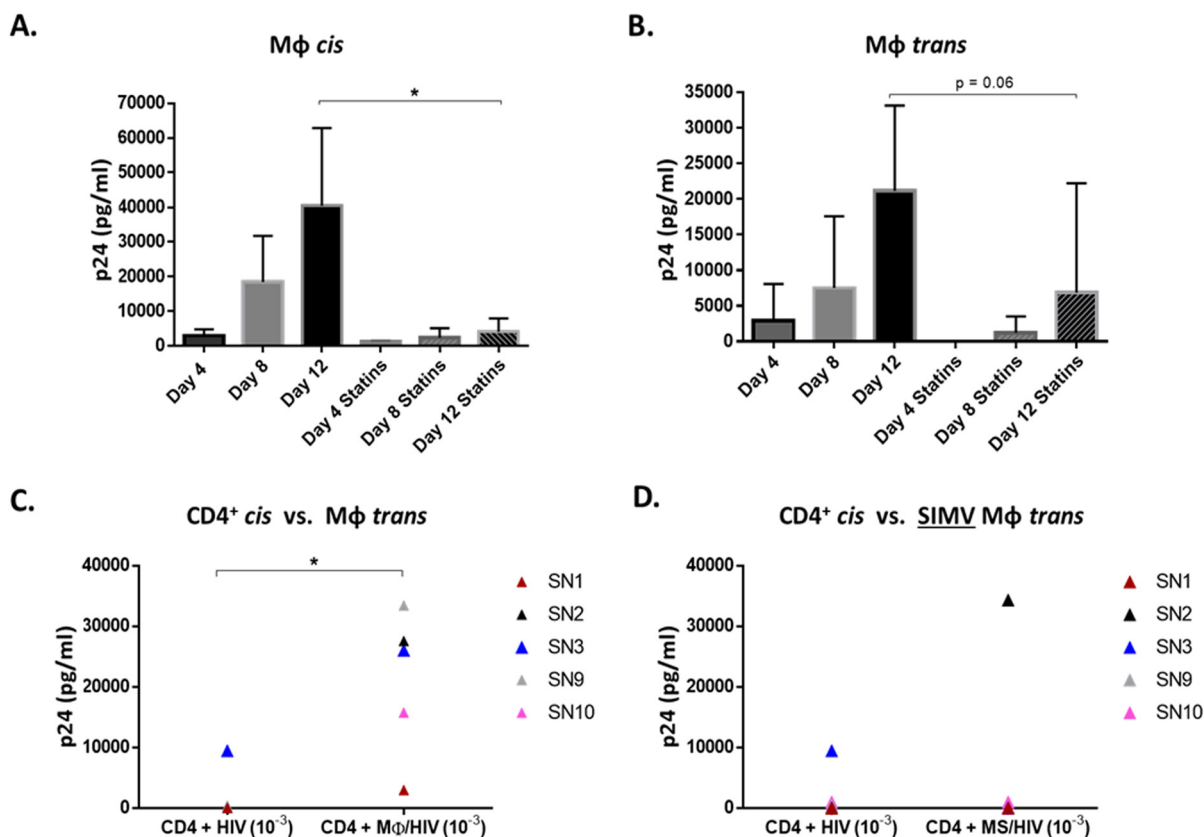 A.
Mϕ cis
p24 (pg/ml)
70000
60000
50000
40000
30000
20000
10000
0
*
Day 4
Day 8
Day 12
Day 4 Statins
Day 8 Statins
Day 12 Statins
B.
Mϕ trans
p24 (pg/ml)
35000
30000
25000
20000
15000
10000
5000
0
p = 0.06
Day 4
Day 8
Day 12
Day 4 Statins
Day 8 Statins
Day 12 Statins
C.
CD4⁺ cis vs. Mϕ trans
p24 (pg/ml)
40000
30000
20000
10000
0
*
CD4 + HIV (10⁻³)
CD4 + MΦ/HIV (10⁻³)
SN1
SN2
SN3
SN9
SN10
D.
CD4⁺ cis vs. SIMV Mϕ trans
p24 (pg/ml)
40000
30000
20000
10000
0
CD4 + HIV (10⁻³)
CD4 + MS/HIV (10⁻³)
SN1
SN2
SN3
SN9
SN10